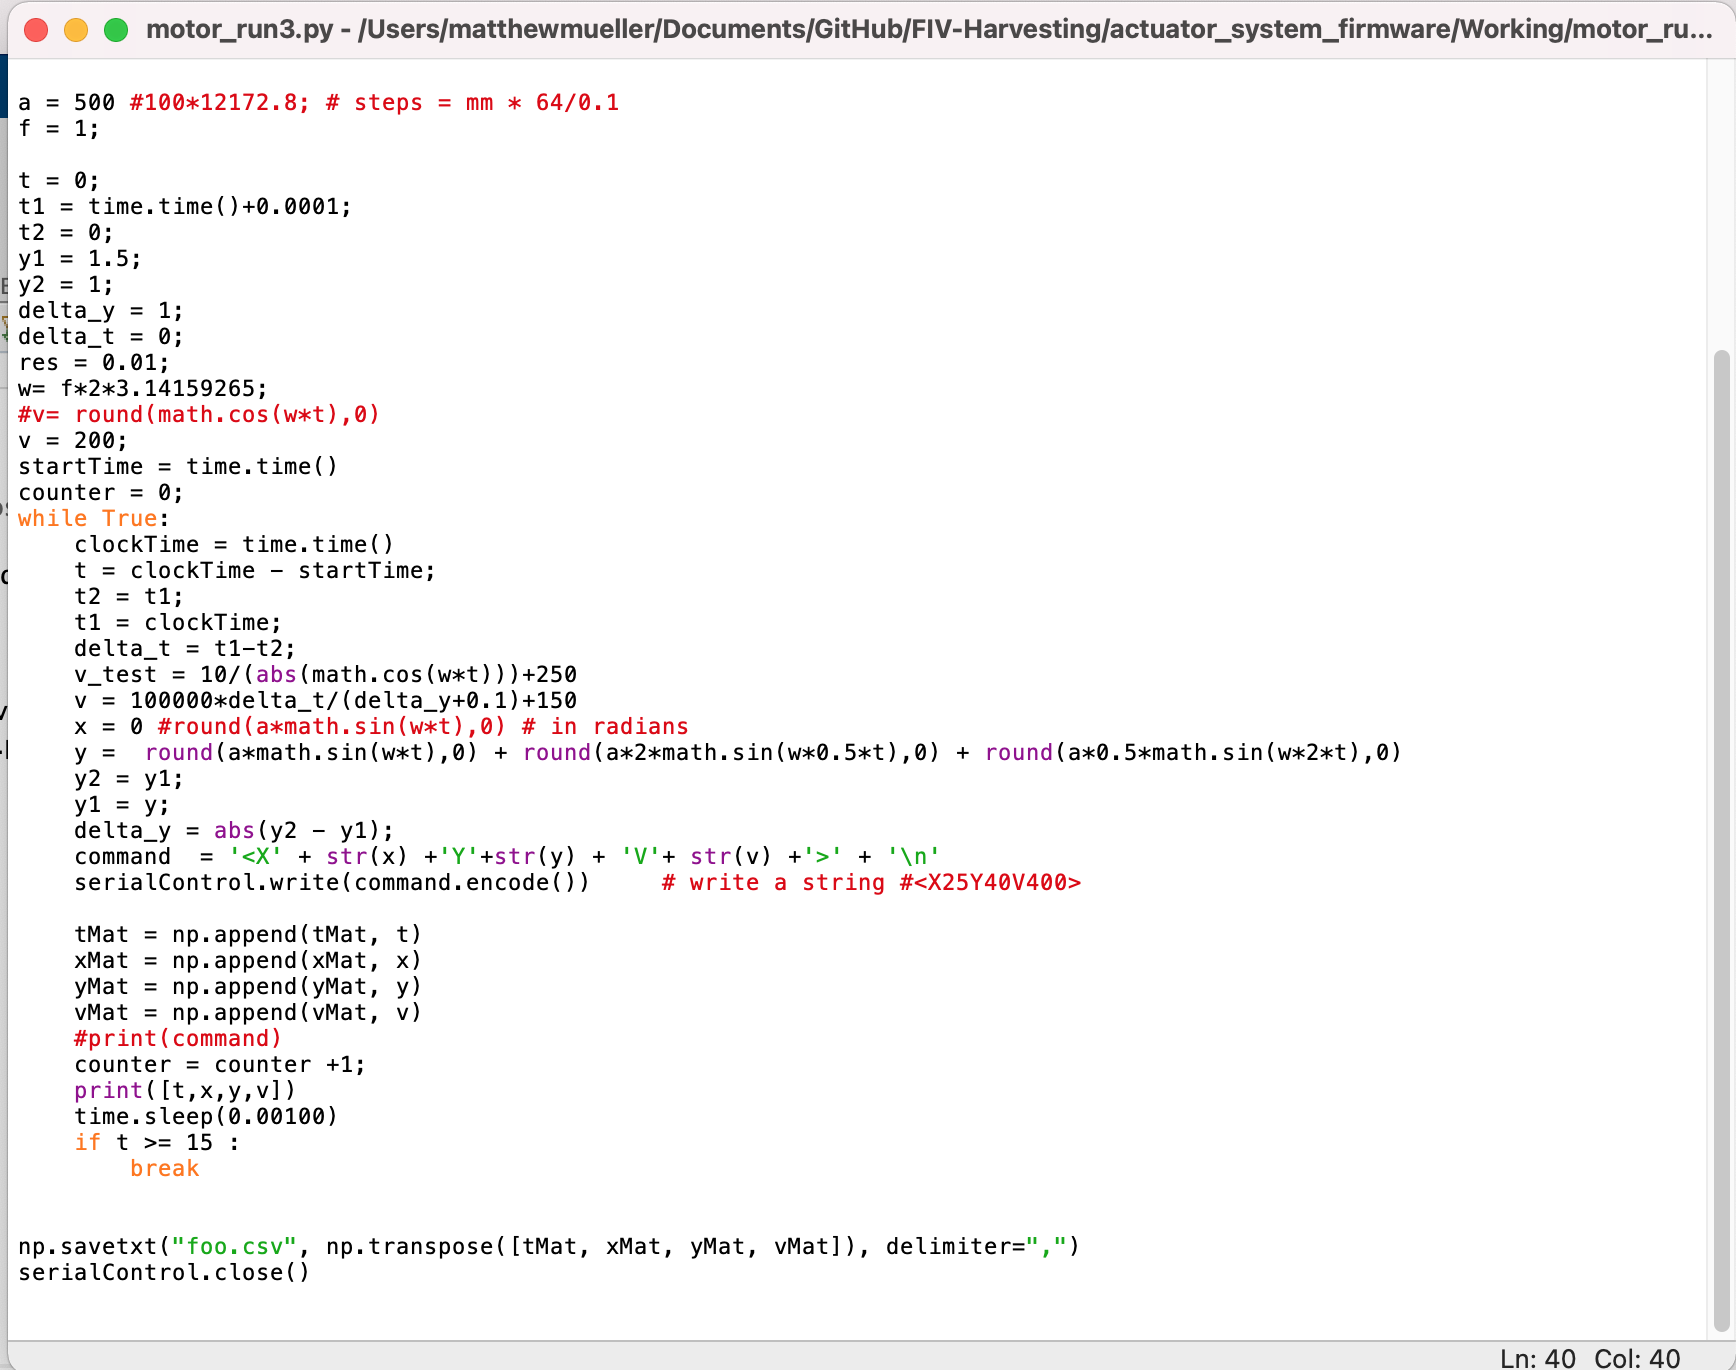 motor_run3.py - /Users/matthewmueller/Documents/GitHub/FIV-Harvesting/actuator_system_firmware/Working/motor_ru...
a = 500 #100*12172.8; # steps = mm * 64/0.1
f = 1;
t = 0;
t1 = time.time()+0.0001;
t2 = 0;
y1 = 1.5;
y2 = 1;
delta_y = 1;
delta_t = 0;
res = 0.01;
w= f*2*3.14159265;
#v= round(math.cos(w*t),0)
v = 200;
startTime = time.time()
counter = 0;
while True:
    clockTime = time.time()
    t = clockTime - startTime;
    t2 = t1;
    t1 = clockTime;
    delta_t = t1-t2;
    v_test = 10/(abs(math.cos(w*t)))+250
    v = 100000*delta_t/(delta_y+0.1)+150
    x = 0 #round(a*math.sin(w*t),0) # in radians
    y =  round(a*math.sin(w*t),0) + round(a*2*math.sin(w*0.5*t),0) + round(a*0.5*math.sin(w*2*t),0)
    y2 = y1;
    y1 = y;
    delta_y = abs(y2 - y1);
    command  = '<X' + str(x) +'Y'+str(y) + 'V'+ str(v) +'>' + '\n'
    serialControl.write(command.encode())     # write a string #<X25Y40V400>
    tMat = np.append(tMat, t)
    xMat = np.append(xMat, x)
    yMat = np.append(yMat, y)
    vMat = np.append(vMat, v)
    #print(command)
    counter = counter +1;
    print([t,x,y,v])
    time.sleep(0.00100)
    if t >= 15 :
        break
np.savetxt("foo.csv", np.transpose([tMat, xMat, yMat, vMat]), delimiter=",")
serialControl.close()
Ln: 40 Col: 40